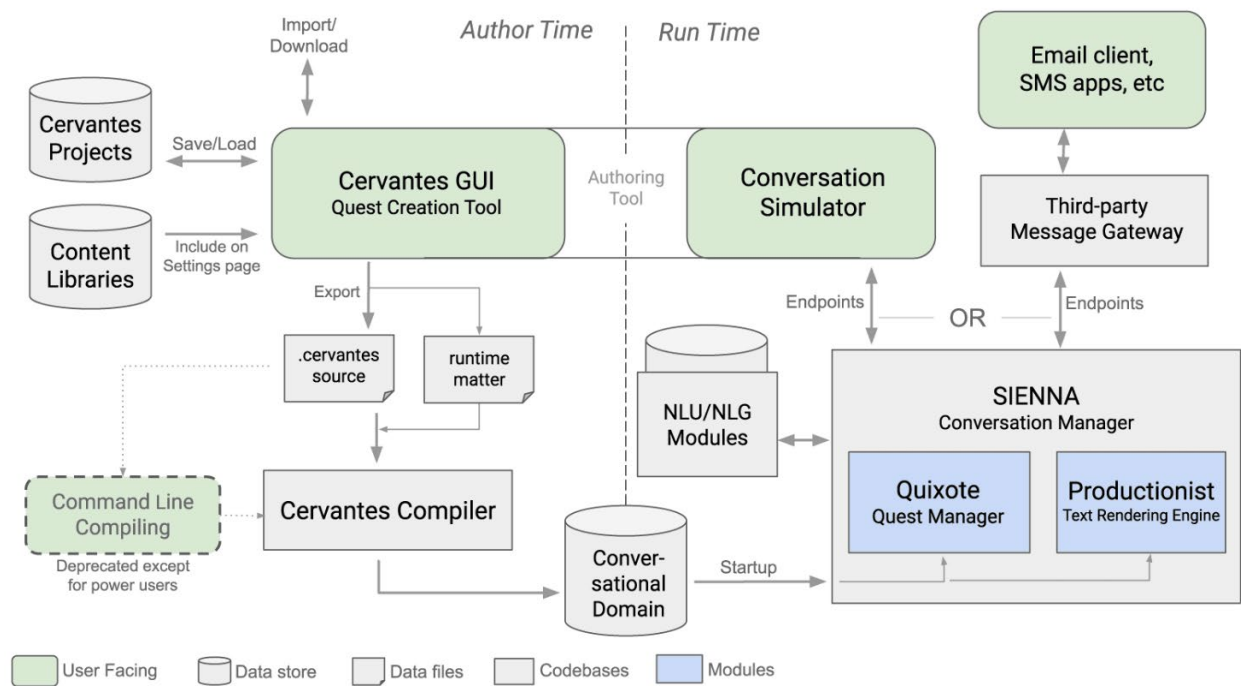 Import/
Download
Author Time
Run Time
Email client,
SMS apps, etc
Cervantes
Projects
Save/Load
Cervantes GUI
Quest Creation Tool
Authoring
Tool
Conversation
Simulator
Third-party
Message Gateway
Content
Libraries
Include on
Settings page
Export
Endpoints
OR
Endpoints
.cervantes
source
runtime
matter
NLU/NLG
Modules
SIENNA
Conversation Manager
Quixote
Quest Manager
Productionist
Text Rendering Engine
Command Line
Compiling
Deprecated except
for power users
Cervantes Compiler
Conver-
sational
Domain
Startup
User Facing
Data store
Data files
Codebases
Modules